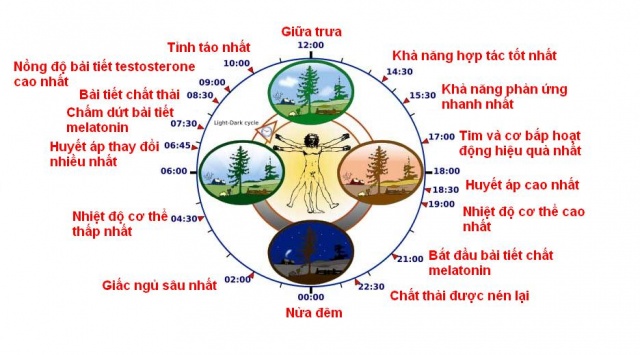 Giữa trưa
12:00
Tỉnh táo nhất
10:00
Nồng độ bài tiết testosterone
cao nhất
09:00
Bài tiết chất thải
08:30
Chấm dứt bài tiết
melatonin
07:30
Huyết áp thay đổi
nhiều nhất
06:45
06:00
Nhiệt độ cơ thể
thấp nhất
04:30
Giấc ngủ sâu nhất
02:00
00:00
Nửa đêm
Light-Dark cycle
Khả năng hợp tác tốt nhất
14:30
Khả năng phản ứng
nhanh nhất
15:30
17:00
Tim và cơ bắp hoạt
động hiệu quả nhất
18:00
18:30
Huyết áp cao nhất
19:00
Nhiệt độ cơ thể cao
nhất
21:00
Bắt đầu bài tiết chất
melatonin
22:30
Chất thải được nén lại